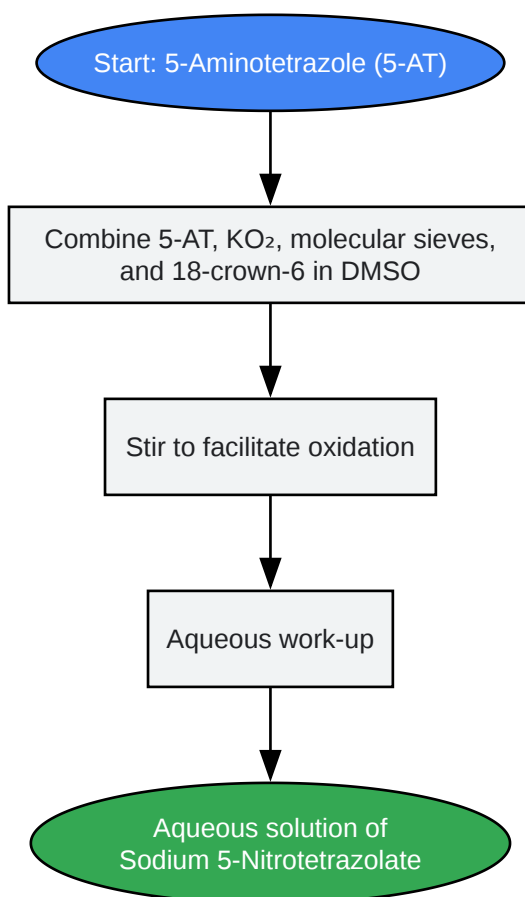 Start: 5-Aminotetrazole (5-AT)
Combine 5-AT, KO₂, molecular sieves,
and 18-crown-6 in DMSO
Stir to facilitate oxidation
Aqueous work-up
Aqueous solution of
Sodium 5-Nitrotetrazolate